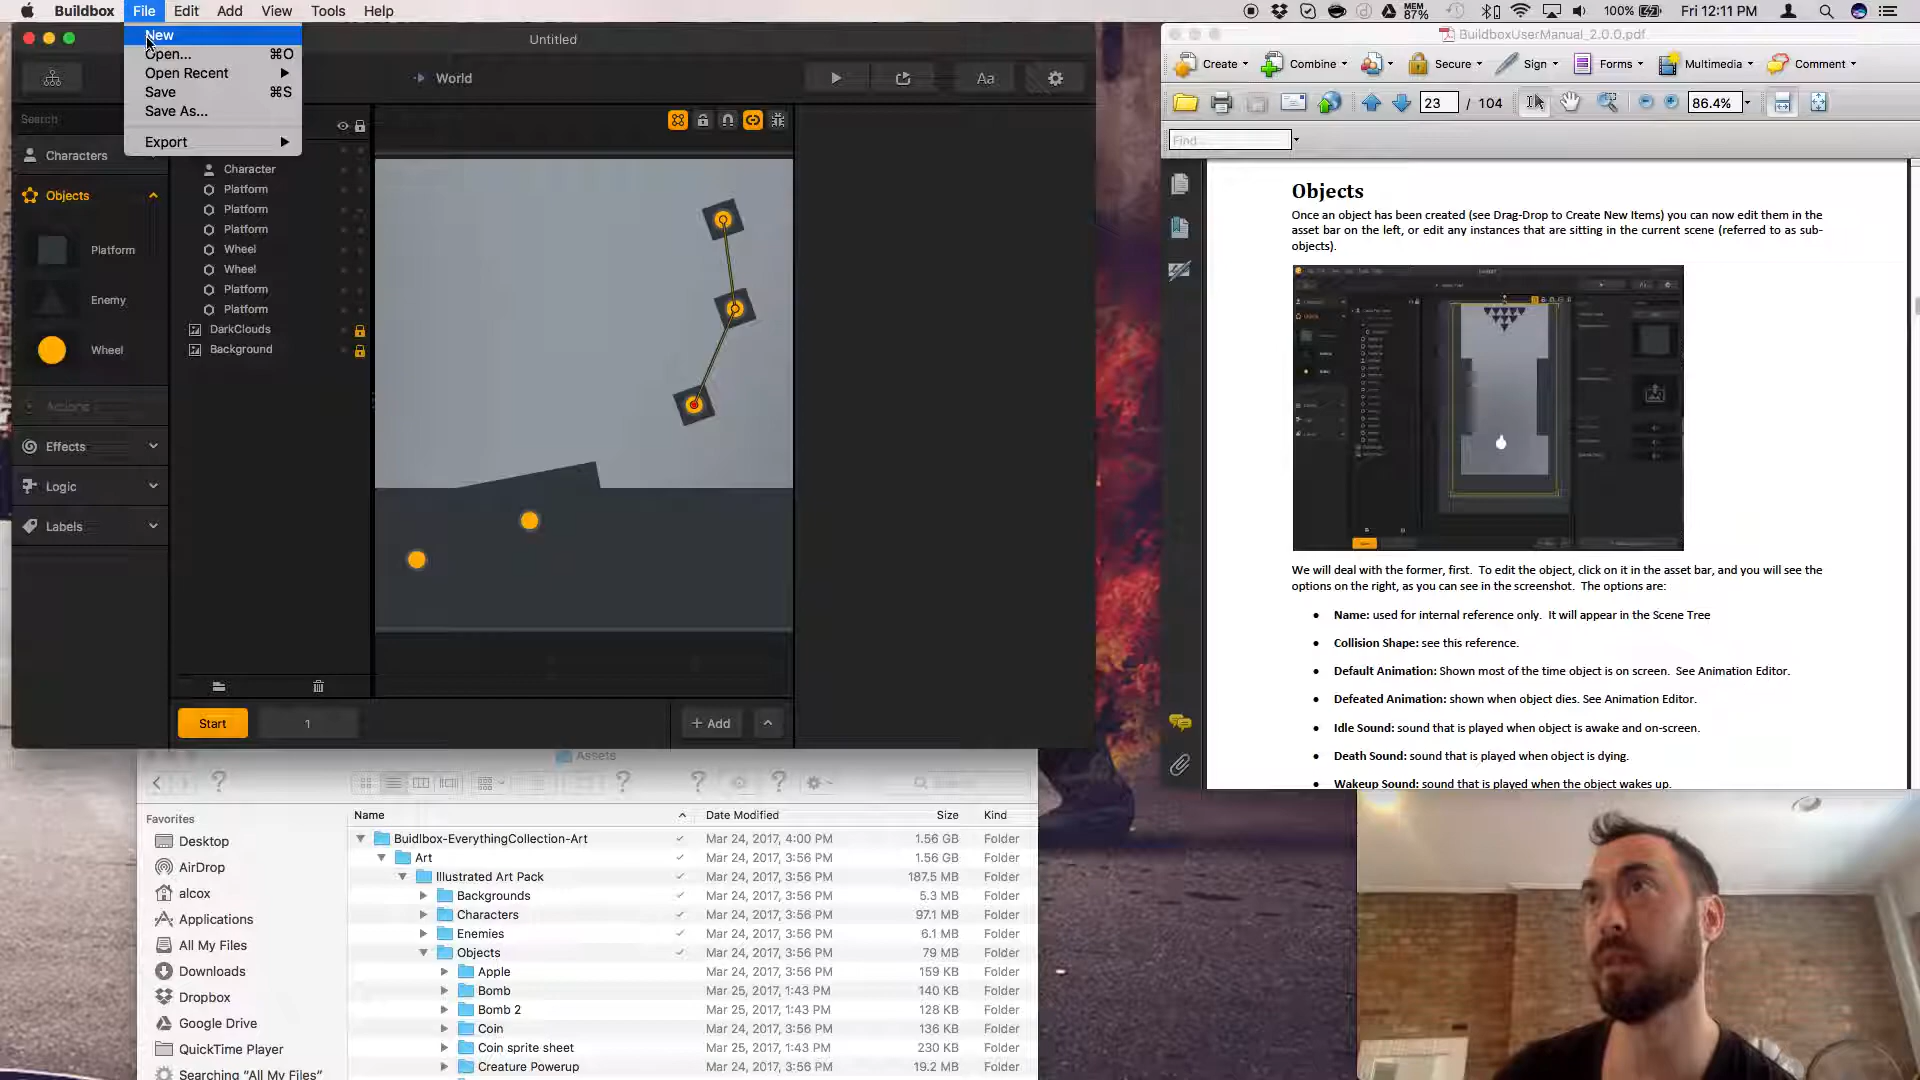 Buildbox File Edit View Add View Tools Help
MEM 87% 100% Fri 12:11 PM
New
Open... ⌘O
Open Recent
Save ⌘S
Save As...
Export
Untitled
World
Aa
Search
Characters
Objects
Platform
Enemy
Wheel
Actions
Effects
Logic
Labels
Character
Platform
Platform
Platform
Wheel
Wheel
Platform
Platform
DarkClouds
Background
Start 1 + Add
BuildboxUserManual_2.0.0.pdf
Create Combine Secure Sign Forms Multimedia Comment
23 / 104 86.4%
Find
Objects
Once an object has been created (see Drag-Drop to Create New Items) you can now edit them in the
asset bar on the left, or edit any instances that are sitting in the current scene (referred to as sub-
objects).
We will deal with the former, first. To edit the object, click on it in the asset bar, and you will see the
options on the right, as you can see in the screenshot. The options are:
• Name: used for internal reference only. It will appear in the Scene Tree
• Collision Shape: see this reference.
• Default Animation: Shown most of the time object is on screen. See Animation Editor.
• Defeated Animation: shown when object dies. See Animation Editor.
• Idle Sound: sound that is played when object is awake and on-screen.
• Death Sound: sound that is played when object is dying.
• Wakeup Sound: sound that is played when the object wakes up.
Assets
Favorites
Desktop
AirDrop
alcox
Applications
All My Files
Downloads
Dropbox
Google Drive
QuickTime Player
Searching “All My Files”
Name Date Modified Size Kind
Buidlbox-EverythingCollection-Art Mar 24, 2017, 4:00 PM 1.56 GB Folder
Art Mar 24, 2017, 3:56 PM 1.56 GB Folder
Illustrated Art Pack Mar 24, 2017, 3:56 PM 187.5 MB Folder
Backgrounds Mar 24, 2017, 3:56 PM 5.3 MB Folder
Characters Mar 24, 2017, 3:56 PM 97.1 MB Folder
Enemies Mar 24, 2017, 3:56 PM 6.1 MB Folder
Objects Mar 24, 2017, 3:56 PM 79 MB Folder
Apple Mar 24, 2017, 3:56 PM 159 KB Folder
Bomb Mar 25, 2017, 1:43 PM 140 KB Folder
Bomb 2 Mar 25, 2017, 1:43 PM 128 KB Folder
Coin Mar 24, 2017, 3:56 PM 136 KB Folder
Coin sprite sheet Mar 25, 2017, 1:43 PM 230 KB Folder
Creature Powerup Mar 24, 2017, 3:56 PM 19.2 MB Folder